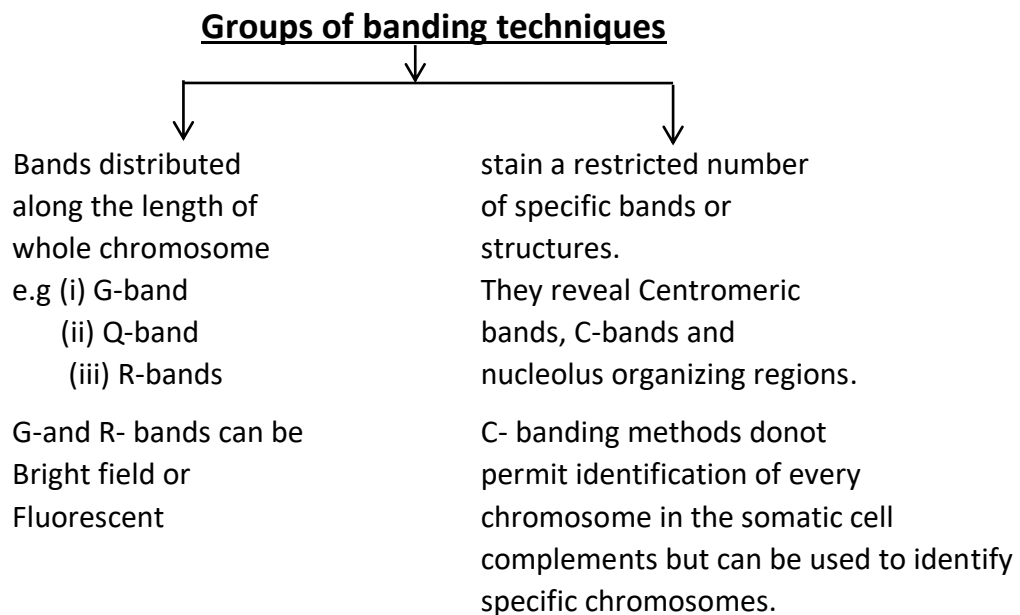 Groups of banding techniques
Bands distributed
along the length of
whole chromosome
e.g (i) G-band
(ii) Q-band
(iii) R-bands
G-and R- bands can be
Bright field or
Fluorescent
stain a restricted number
of specific bands or
structures.
They reveal Centromeric
bands, C-bands and
nucleolus organizing regions.
C- banding methods donot
permit identification of every
chromosome in the somatic cell
complements but can be used to identify
specific chromosomes.